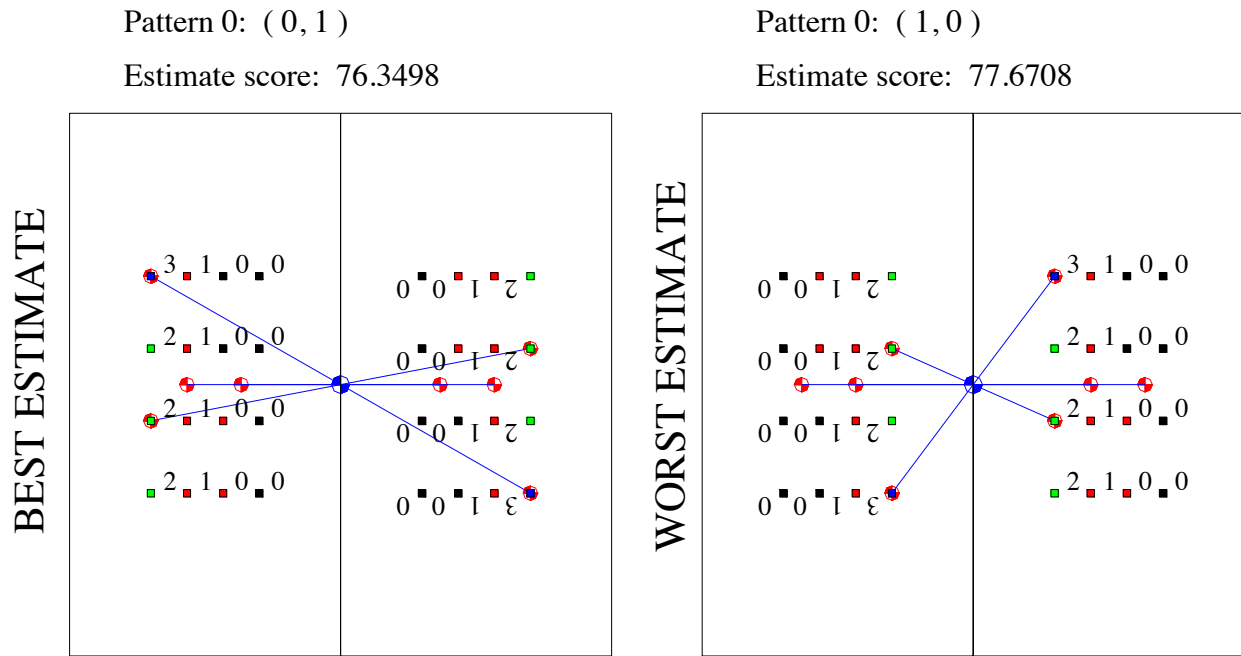 Pattern 0: ( 0, 1 )
Estimate score: 76.3498
BEST ESTIMATE
3 1 0 0
0 0 1 2
2 1 0 0
0 0 1 2
2 1 0 0
0 0 1 2
2 1 0 0
0 0 1 3
Pattern 0: ( 1, 0 )
Estimate score: 77.6708
WORST ESTIMATE
0 0 1 2
3 1 0 0
0 0 1 2
2 1 0 0
0 0 1 2
2 1 0 0
0 0 1 3
2 1 0 0